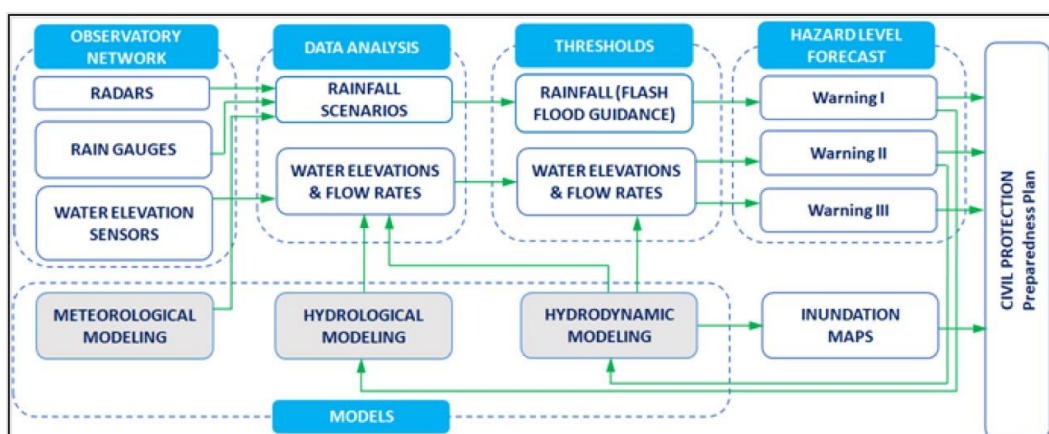 OBSERVATORY
NETWORK
RADARS
RAIN GAUGES
WATER ELEVATION
SENSORS
DATA ANALYSIS
RAINFALL
SCENARIOS
WATER ELEVATIONS
& FLOW RATES
THRESHOLDS
RAINFALL (FLASH
FLOOD GUIDANCE)
WATER ELEVATIONS
& FLOW RATES
HAZARD LEVEL
FORECAST
Warning I
Warning II
Warning III
METEOROLOGICAL
MODELING
HYDROLOGICAL
MODELING
HYDRODYNAMIC
MODELING
INUNDATION
MAPS
MODELS
CIVIL PROTECTION
Preparedness Plan